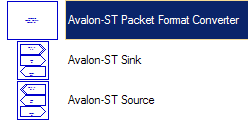 Avalon-ST Packet Format Converter
Avalon-ST Sink
Avalon-ST Source